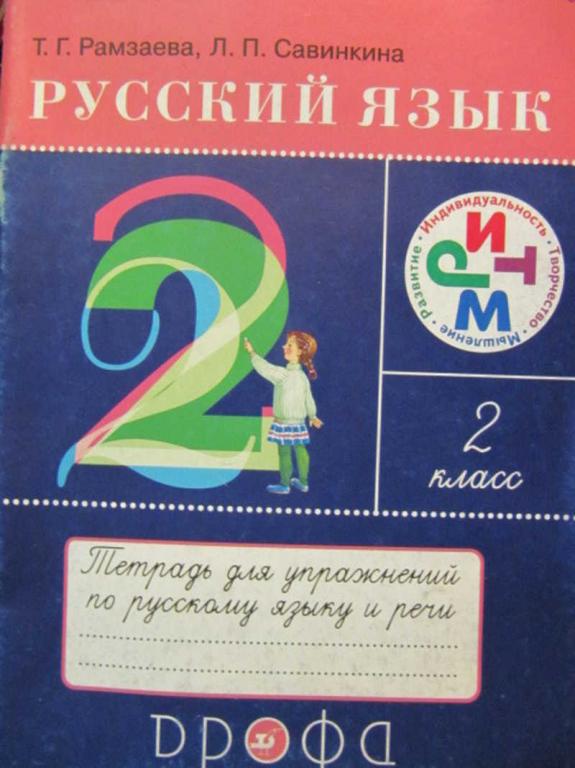 Т. Г. Рамзаева, Л. П. Савинкина
РУССКИЙ ЯЗЫК
2
Развитие • Индивидуальность • Творчество • Мышление •
РИТМ
2
класс
Тетрадь для упражнений
по русскому языку и речи
ДРОФА